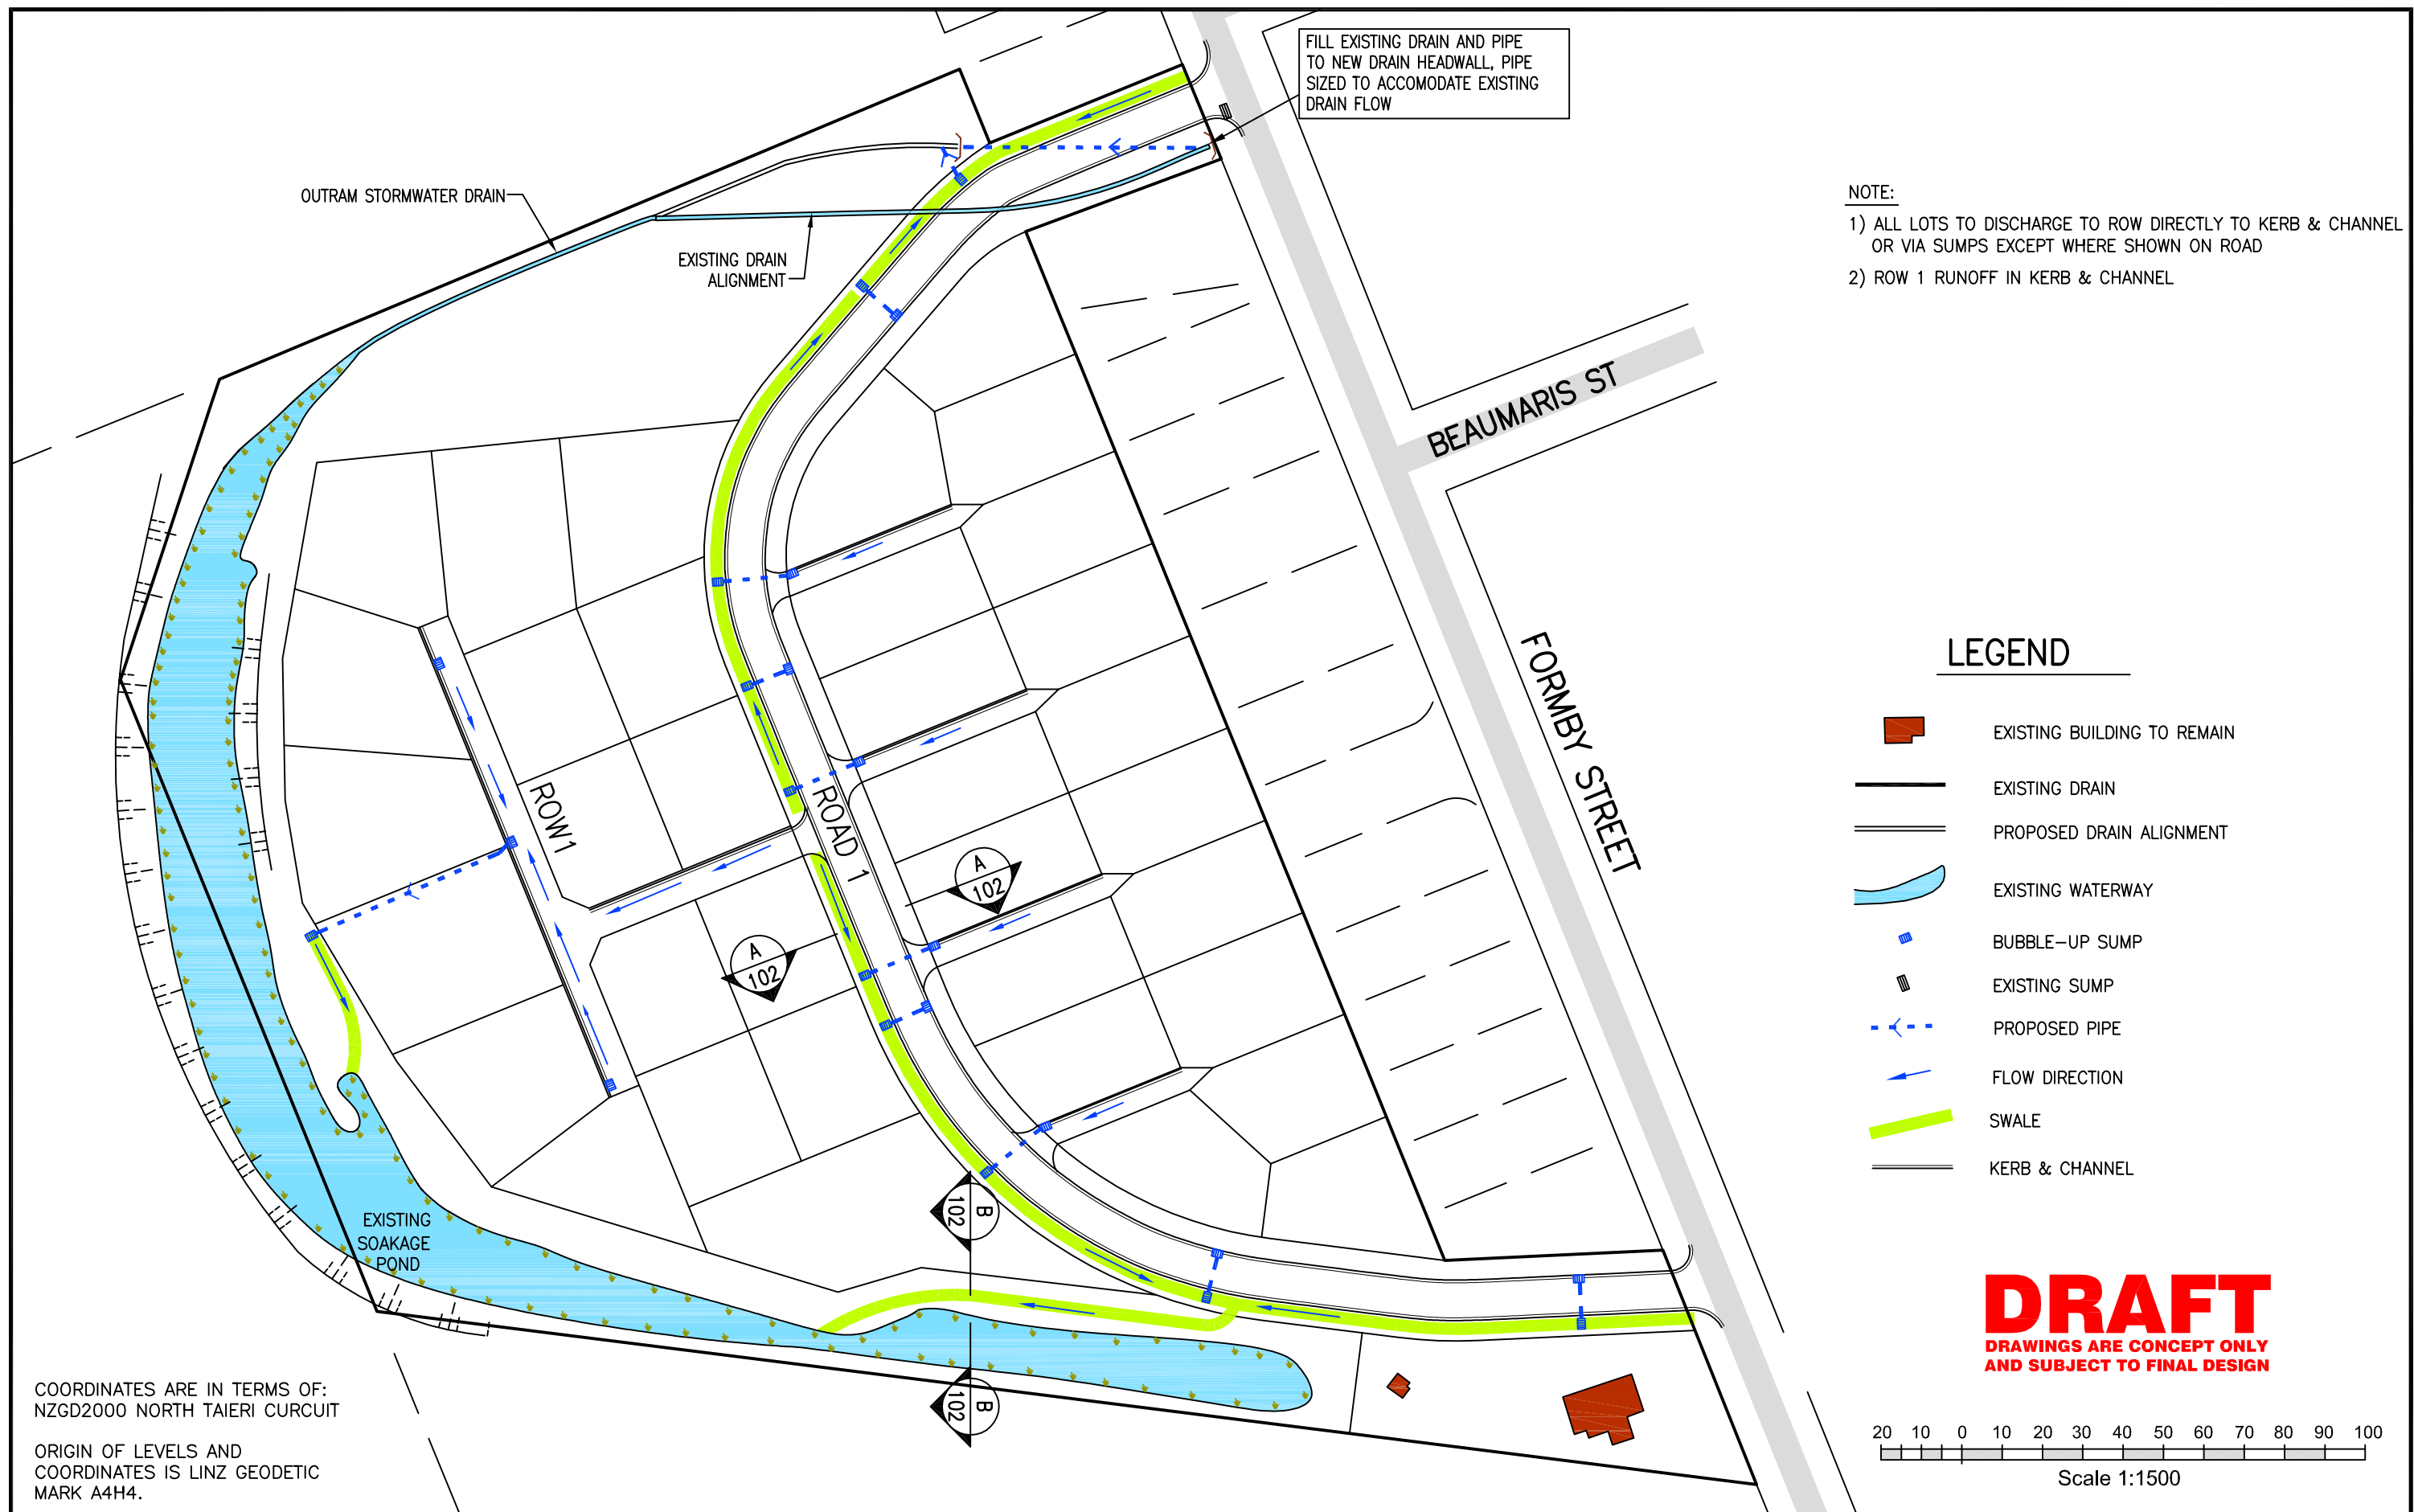 FILL EXISTING DRAIN AND PIPE
TO NEW DRAIN HEADWALL, PIPE
SIZED TO ACCOMODATE EXISTING
DRAIN FLOW
OUTRAM STORMWATER DRAIN
EXISTING DRAIN
ALIGNMENT
NOTE:
1) ALL LOTS TO DISCHARGE TO ROW DIRECTLY TO KERB & CHANNEL
OR VIA SUMPS EXCEPT WHERE SHOWN ON ROAD
2) ROW 1 RUNOFF IN KERB & CHANNEL
BEAUMARIS ST
FORMBY STREET
ROW1
ROAD 1
A
102
A
102
B
102
B
102
EXISTING
SOAKAGE
POND
LEGEND
EXISTING BUILDING TO REMAIN
EXISTING DRAIN
PROPOSED DRAIN ALIGNMENT
EXISTING WATERWAY
BUBBLE-UP SUMP
EXISTING SUMP
PROPOSED PIPE
FLOW DIRECTION
SWALE
KERB & CHANNEL
DRAFT
DRAWINGS ARE CONCEPT ONLY
AND SUBJECT TO FINAL DESIGN
20 10 0 10 20 30 40 50 60 70 80 90 100
Scale 1:1500
COORDINATES ARE IN TERMS OF:
NZGD2000 NORTH TAIERI CURCUIT
ORIGIN OF LEVELS AND
COORDINATES IS LINZ GEODETIC
MARK A4H4.